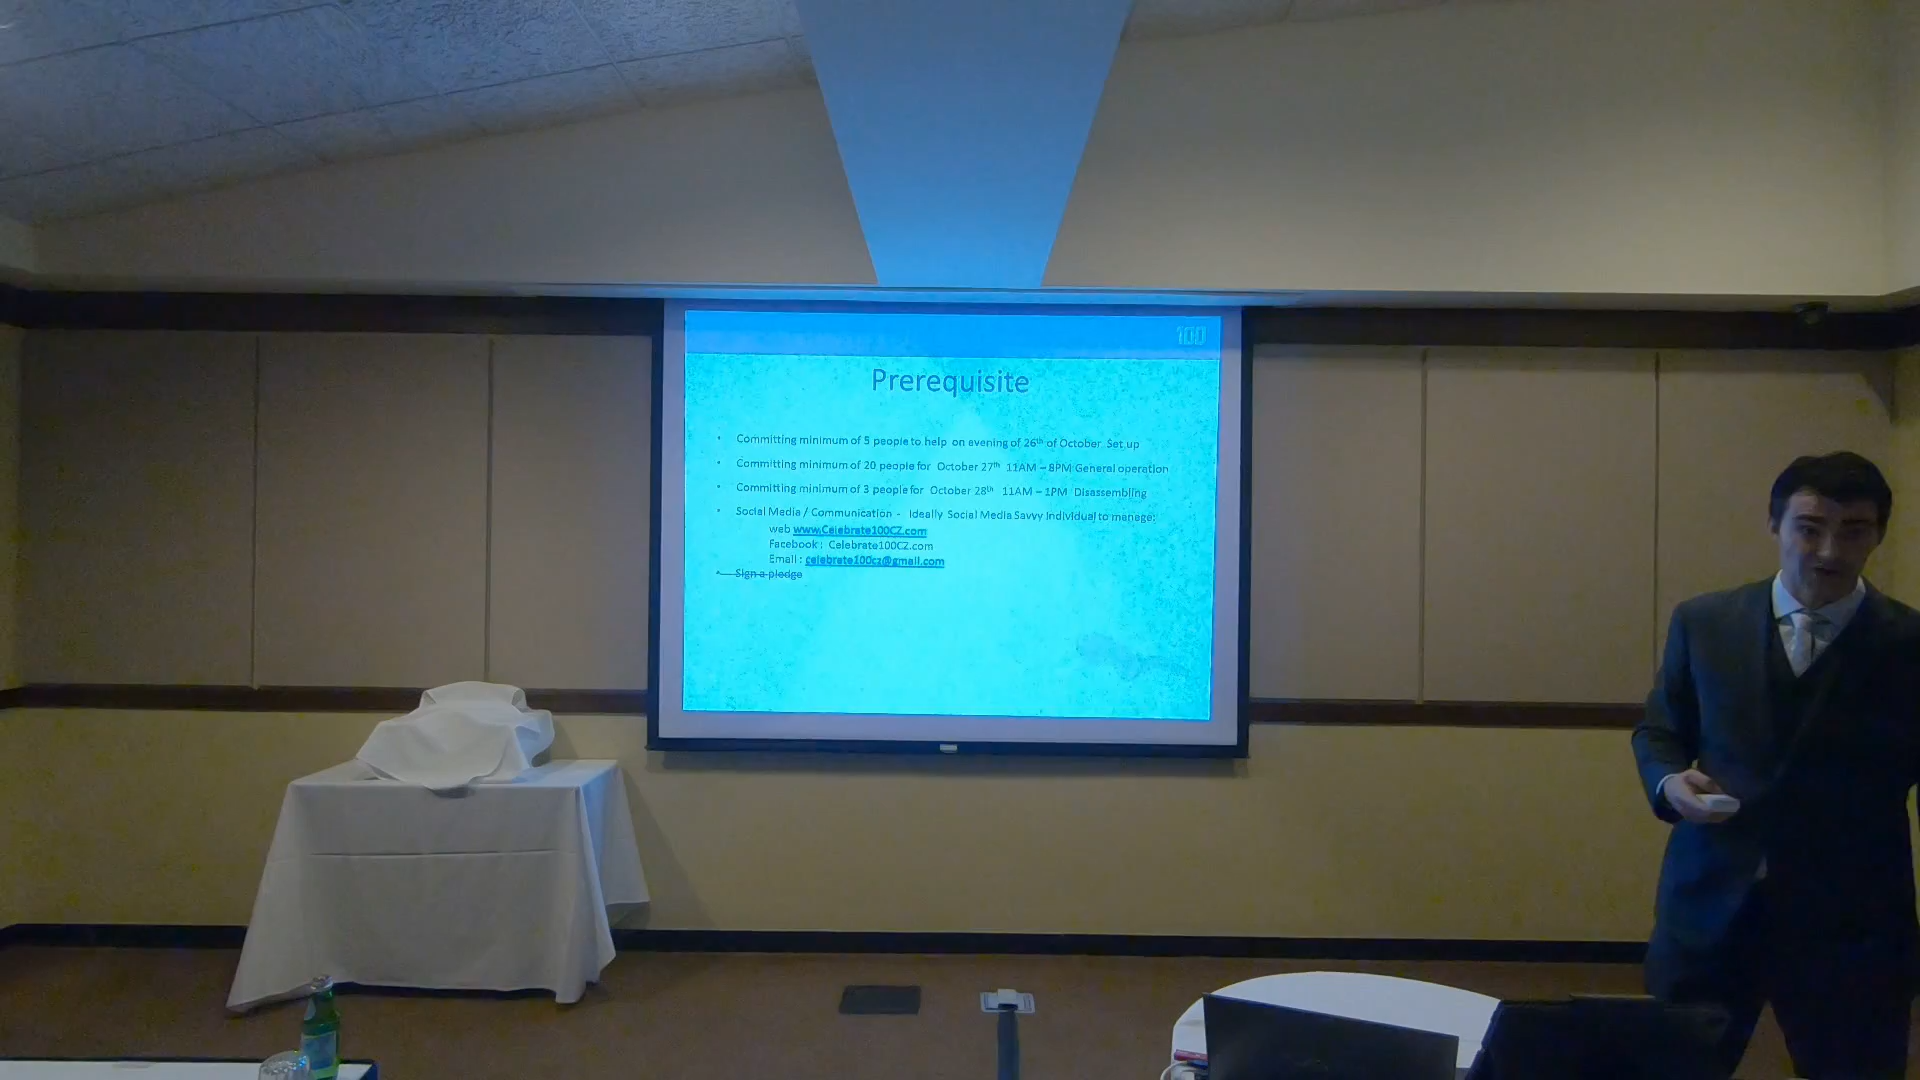 100
Prerequisite
• Committing minimum of 5 people to help on evening of 26th of October Set up
• Committing minimum of 20 people for October 27th 11AM – 8PM General operation
• Committing minimum of 3 people for October 28th 11AM – 1PM Disassembling
• Social Media / Communication - Ideally Social Media Savvy Individual to manage:
web www.Celebrate100CZ.com
Facebook : Celebrate100CZ.com
Email : celebrate100cz@gmail.com
• Sign a pledge